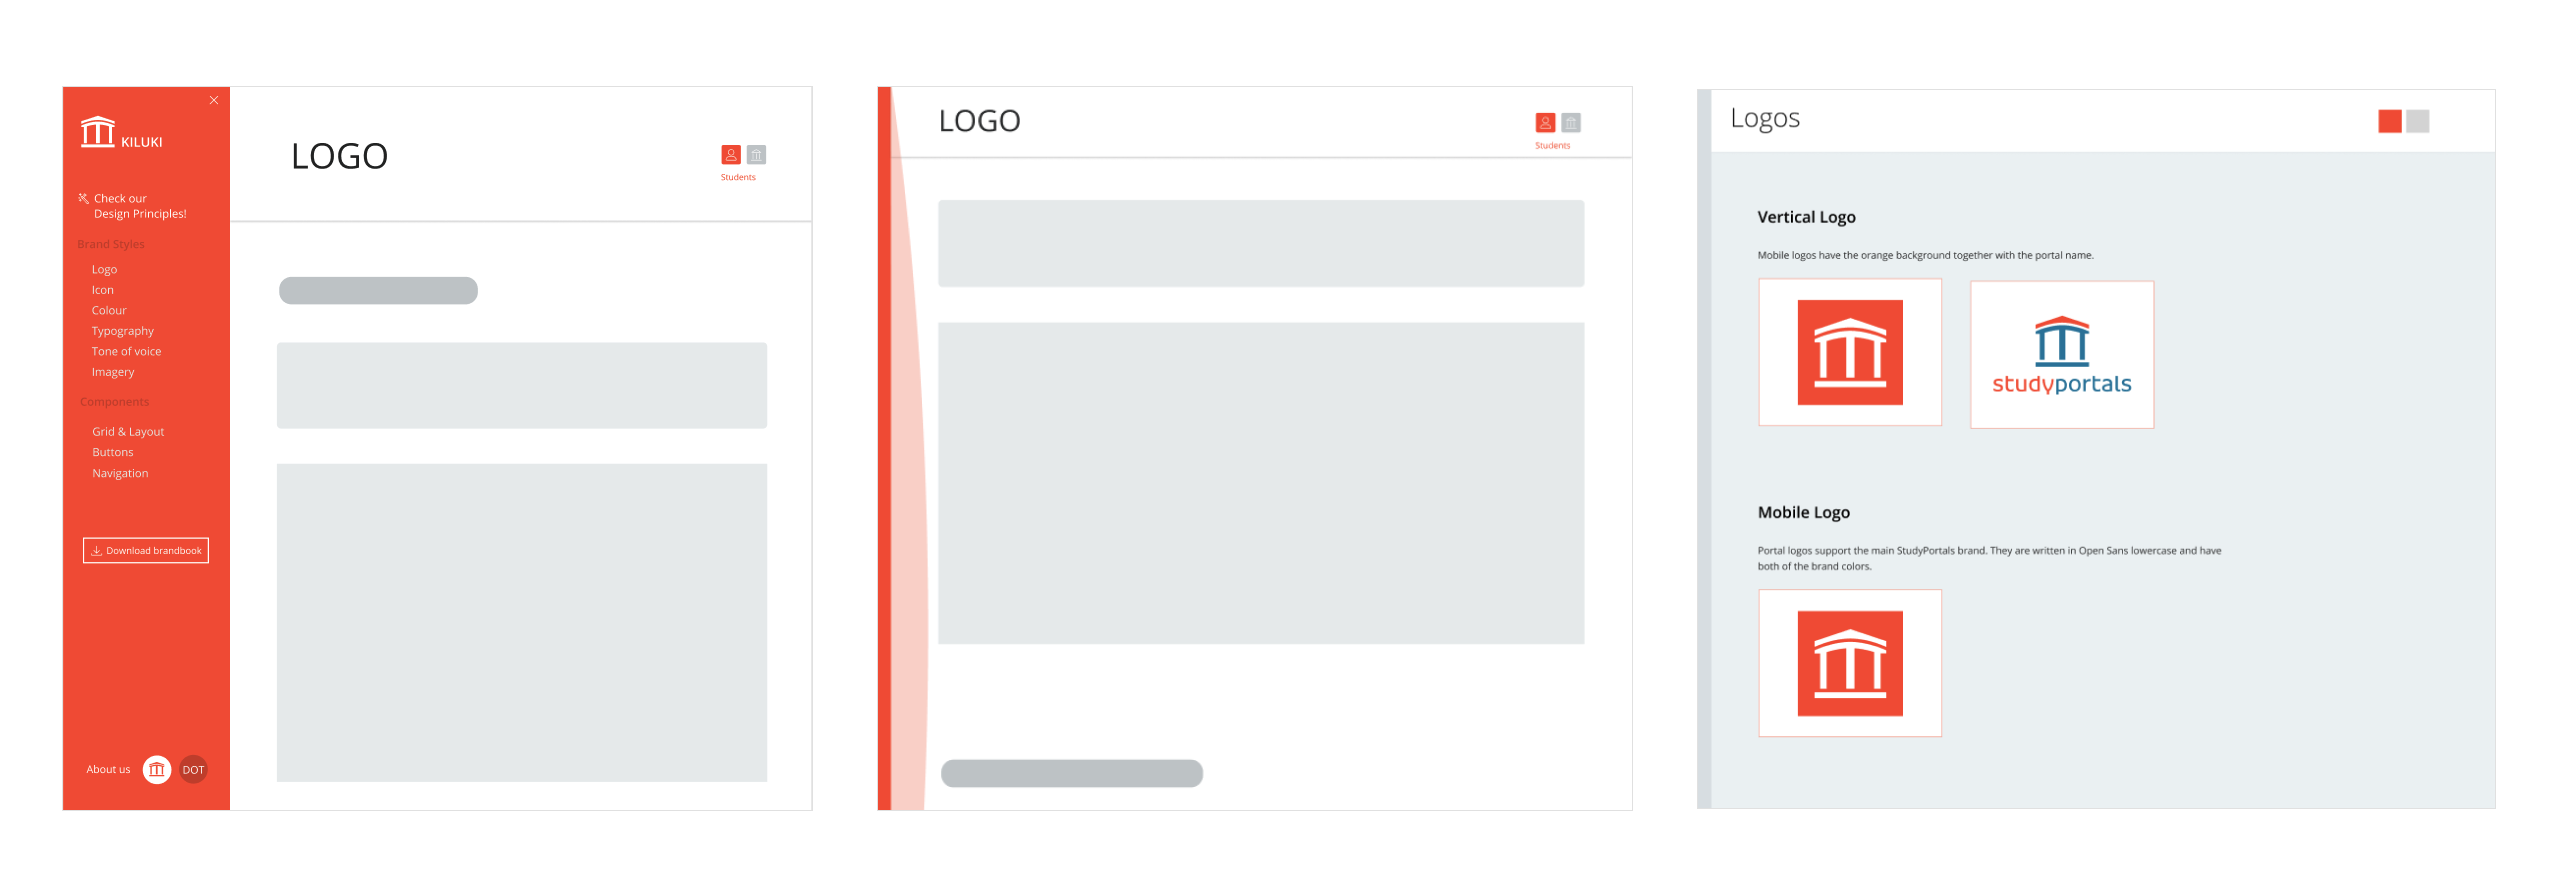 KILUKI
Check our
Design Principles!
Brand Styles
Logo
Icon
Colour
Typography
Tone of voice
Imagery
Components
Grid & Layout
Buttons
Navigation
Download brandbook
About us
DOT
LOGO
Students
LOGO
Students
Logos
Vertical Logo
Mobile logos have the orange background together with the portal name.
studyportals
Mobile Logo
Portal logos support the main StudyPortals brand. They are written in Open Sans lowercase and have
both of the brand colors.